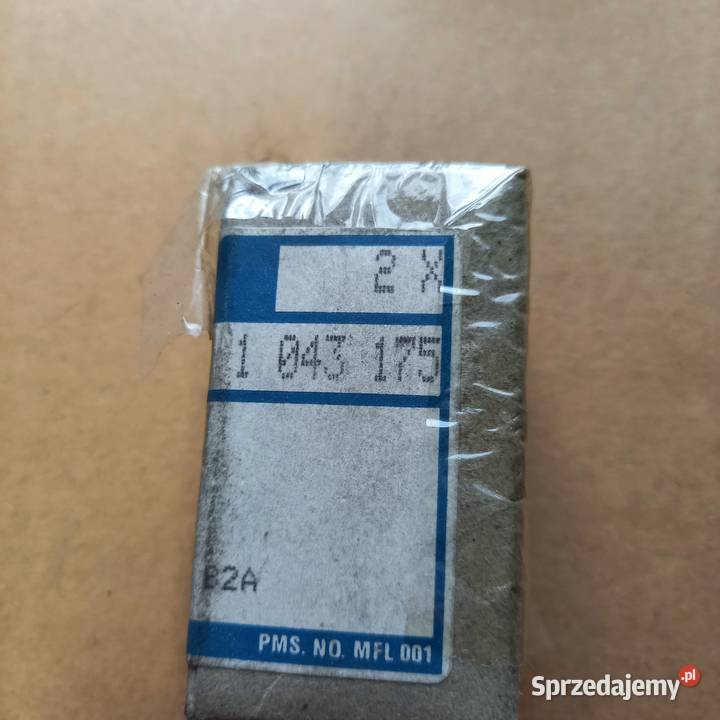 2 X
1 043 175
B2A
PMS. NO. MFL 001
Sprzedajemy.pl